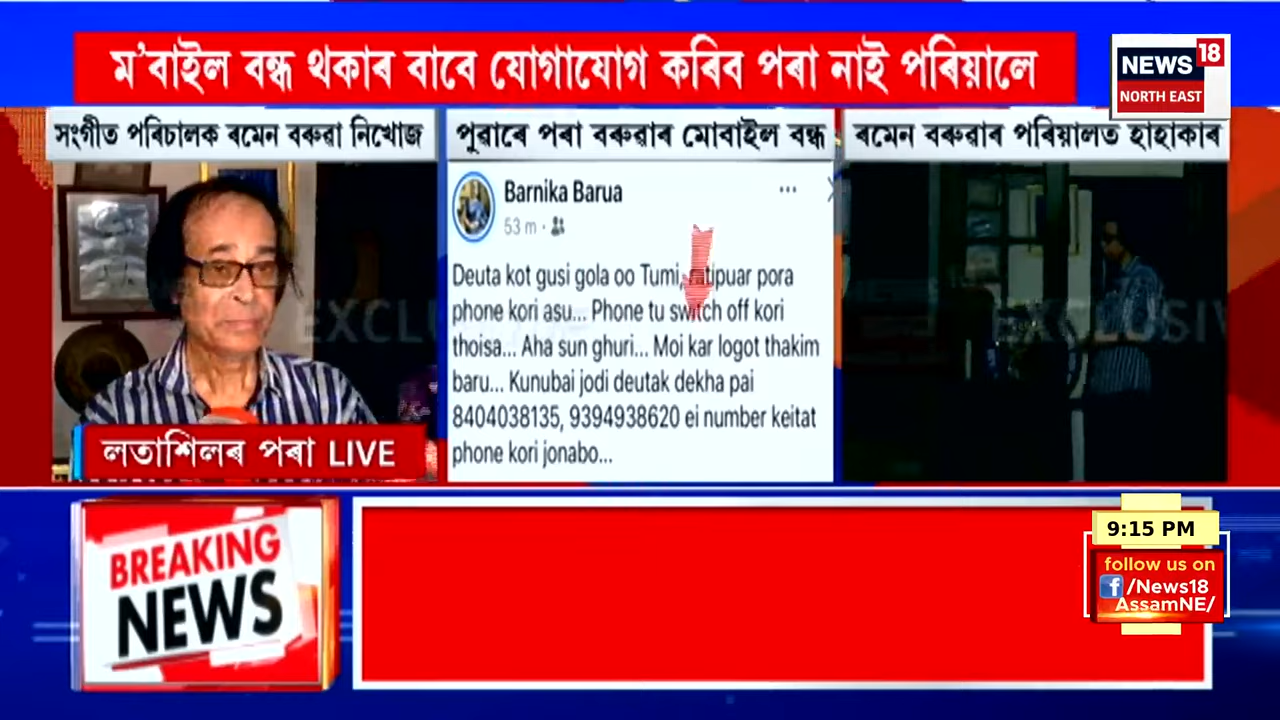 ম'বাইল বন্ধ থকাৰ বাবে যোগাযোগ কৰিব পৰা নাই পৰিয়ালে
NEWS 18
NORTH EAST
সংগীত পৰিচালক ৰমেন বৰুৱা নিখোজ
পুৱাৰে পৰা বৰুৱাৰ মোবাইল বন্ধ
ৰমেন বৰুৱাৰ পৰিয়ালত হাহাকাৰ
Barnika Barua
53 m
Deuta kot gusi gola oo Tumi, ratipuar pora
phone kori asu... Phone tu switch off kori
thoisa... Aha sun ghuri... Moi kar logot thakim
baru... Kunubai jodi deutak dekha pai
8404038135, 9394938620 ei number keitat
phone kori jonabo...
লতাশিলৰ পৰা LIVE
BREAKING
NEWS
9:15 PM
follow us on
f/News18
AssamNE/